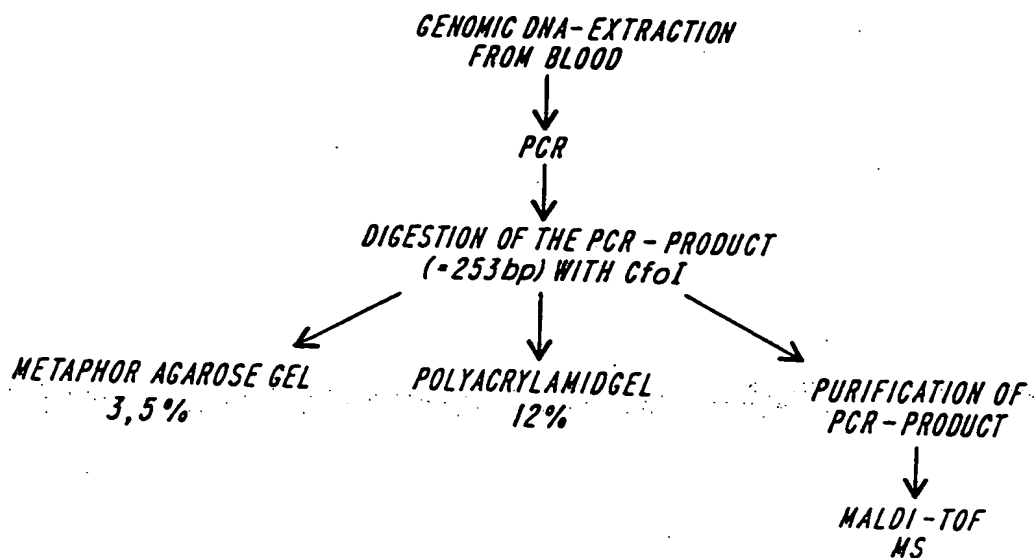 GENOMIC DNA-EXTRACTION
FROM BLOOD
PCR
DIGESTION OF THE PCR-PRODUCT
(=253bp) WITH CfoI
METAPHOR AGAROSE GEL
3,5%
POLYACRYLAMIDGEL
12%
PURIFICATION OF
PCR-PRODUCT
MALDI-TOF
MS